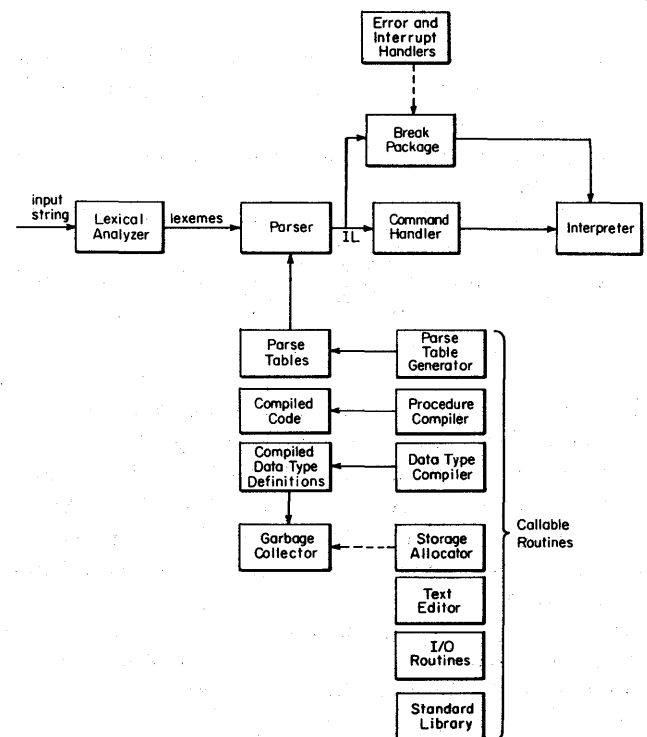 Error and
Interrupt
Handlers
Break
Package
input
string
Lexical
Analyzer
lexemes
Parser
IL
Command
Handler
Interpreter
Parse
Tables
Parse
Table
Generator
Compiled
Code
Procedure
Compiler
Compiled
Data Type
Definitions
Data Type
Compiler
Garbage
Collector
Storage
Allocator
Callable
Routines
Text
Editor
I/O
Routines
Standard
Library